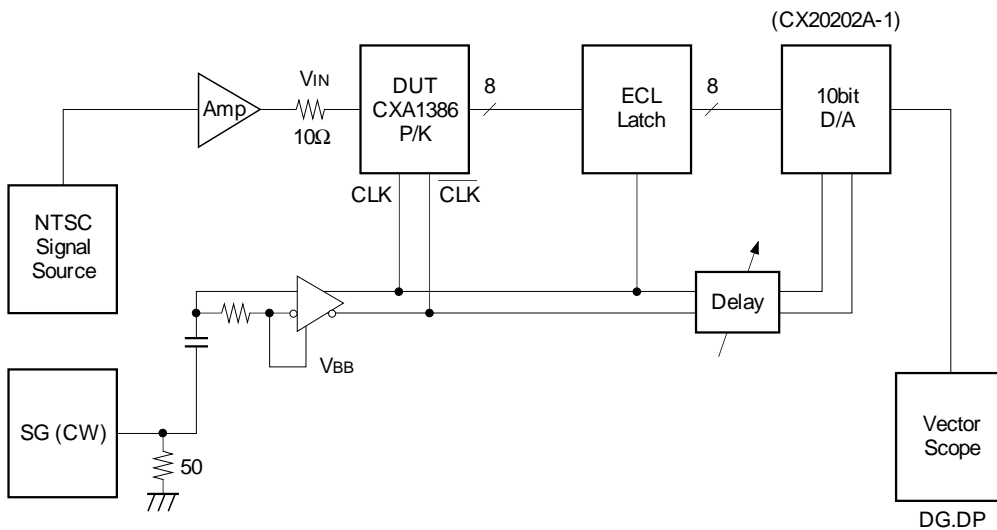 (CX20202A-1)
Amp
VIN
10Ω
DUT
CXA1386
P/K
8
ECL
Latch
8
10bit
D/A
CLK
CLK
NTSC
Signal
Source
Delay
VBB
SG (CW)
50
Vector
Scope
DG.DP